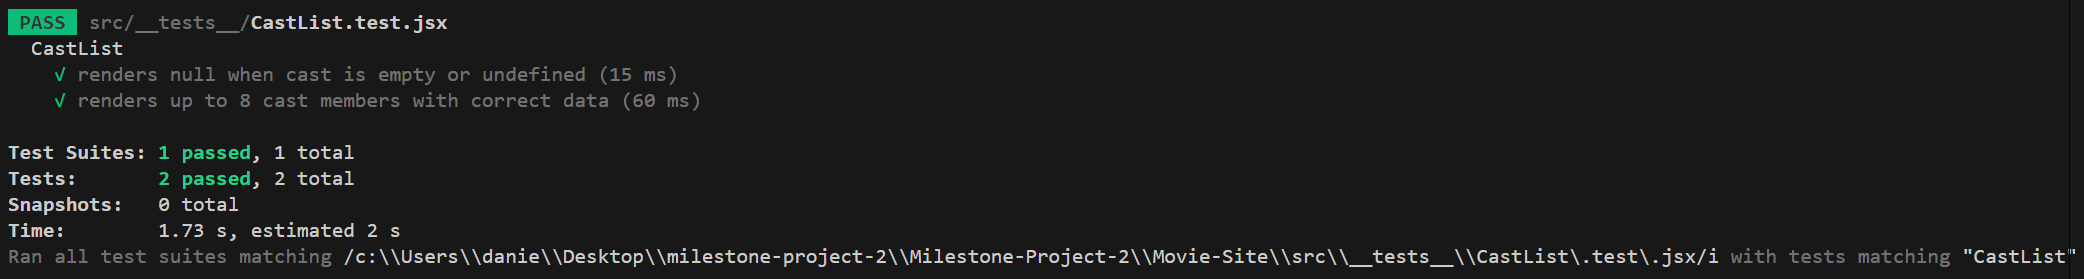 PASS src/__tests__/CastList.test.jsx
CastList
√ renders null when cast is empty or undefined (15 ms)
√ renders up to 8 cast members with correct data (60 ms)
Test Suites: 1 passed, 1 total
Tests: 2 passed, 2 total
Snapshots: 0 total
Time: 1.73 s, estimated 2 s
Ran all test suites matching /c:\\Users\\danie\\Desktop\\milestone-project-2\\Milestone-Project-2\\Movie-Site\\src\\__tests__\\CastList\.test\.jsx/i with tests matching "CastList"